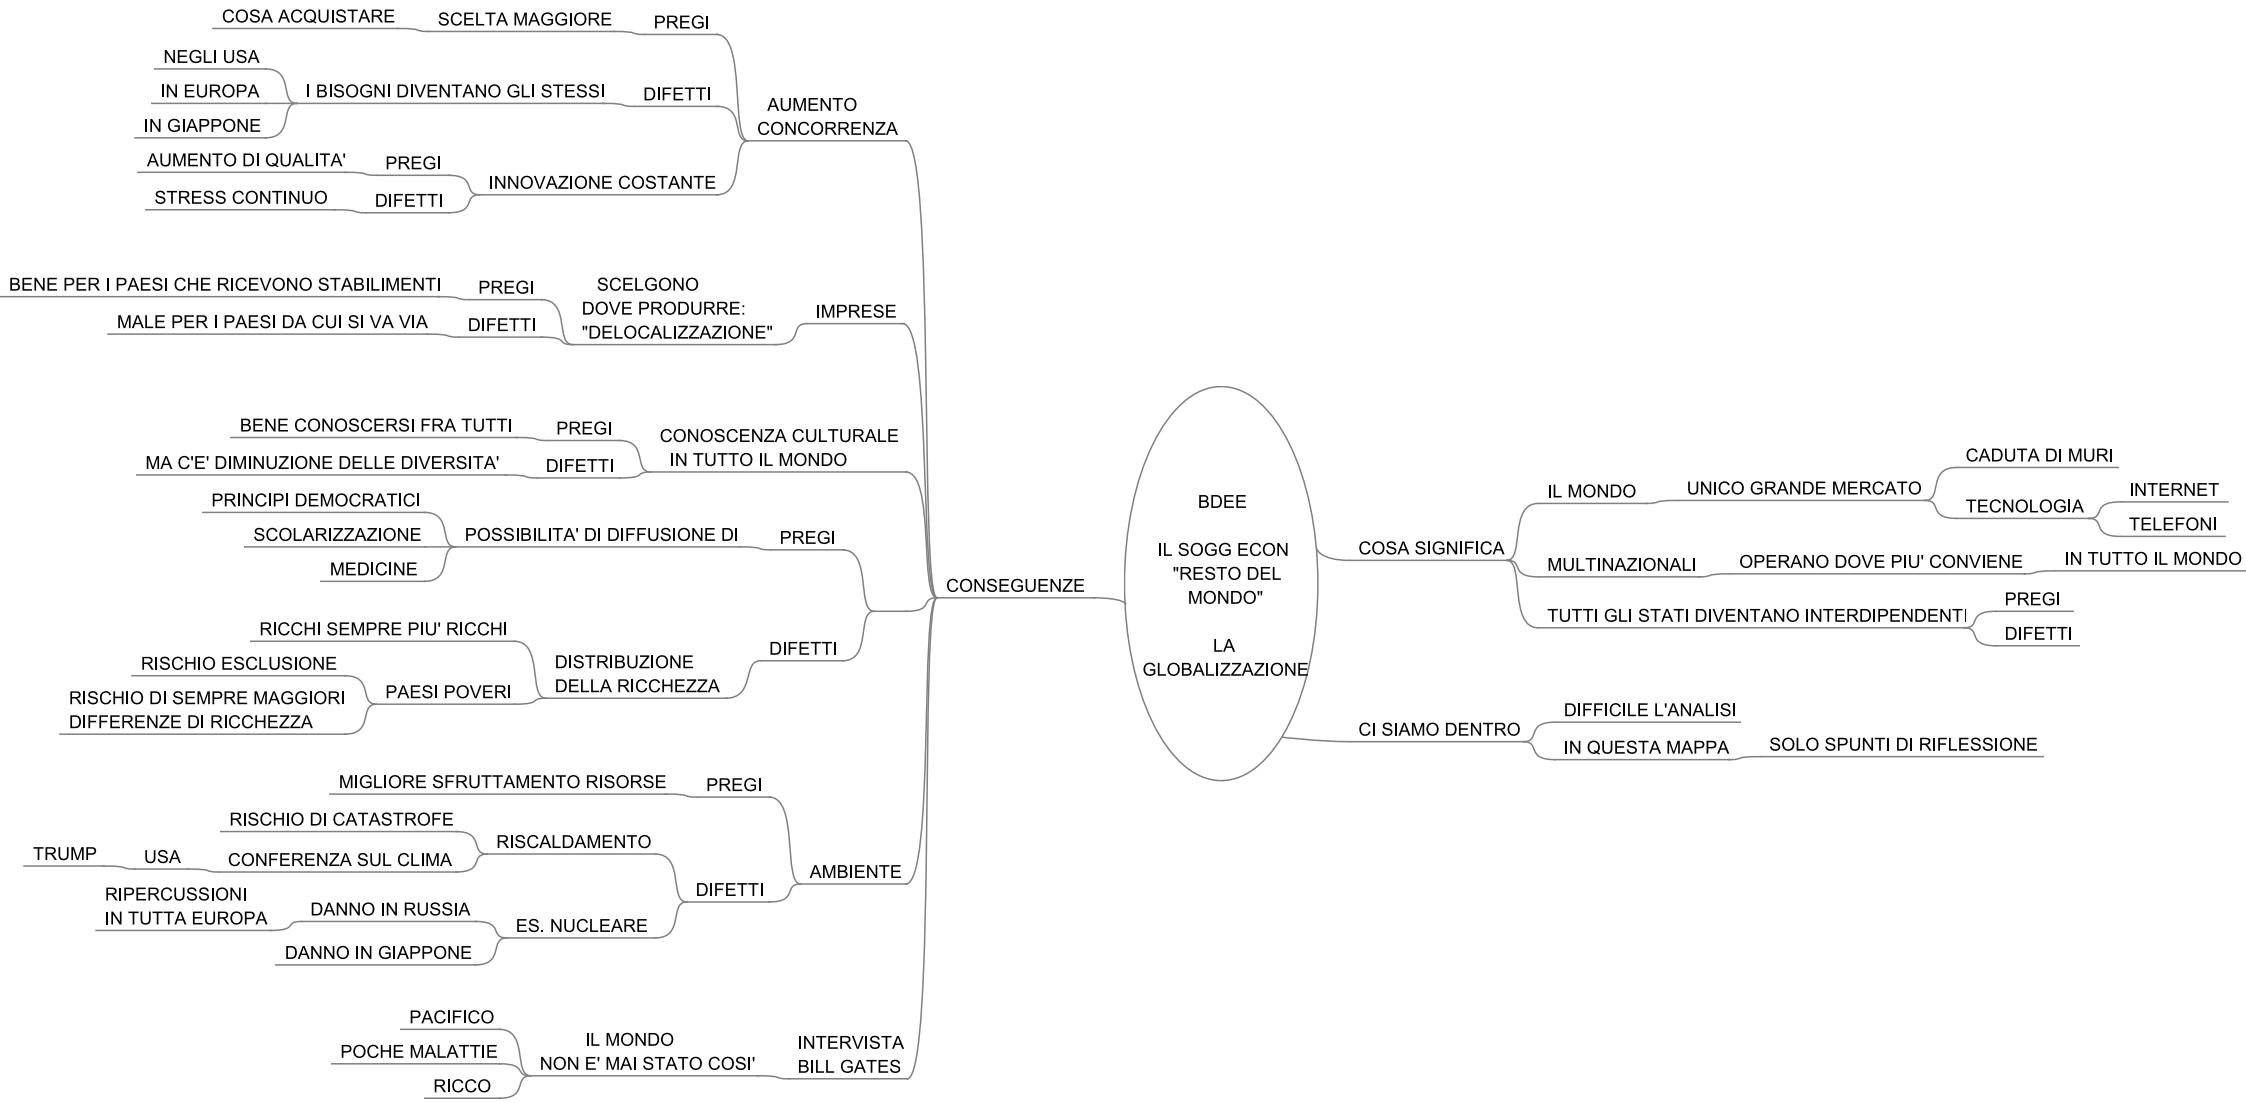 BDEE
IL SOGG ECON
"RESTO DEL
MONDO"
LA
GLOBALIZZAZIONE
COSA SIGNIFICA
IL MONDO
UNICO GRANDE MERCATO
CADUTA DI MURI
TECNOLOGIA
INTERNET
TELEFONI
MULTINAZIONALI
OPERANO DOVE PIU' CONVIENE
IN TUTTO IL MONDO
TUTTI GLI STATI DIVENTANO INTERDIPENDENTI
PREGI
DIFETTI
CI SIAMO DENTRO
DIFFICILE L'ANALISI
IN QUESTA MAPPA
SOLO SPUNTI DI RIFLESSIONE
CONSEGUENZE
AUMENTO
CONCORRENZA
PREGI
SCELTA MAGGIORE
COSA ACQUISTARE
DIFETTI
I BISOGNI DIVENTANO GLI STESSI
NEGLI USA
IN EUROPA
IN GIAPPONE
INNOVAZIONE COSTANTE
PREGI
AUMENTO DI QUALITA'
DIFETTI
STRESS CONTINUO
IMPRESE
SCELGONO
DOVE PRODURRE:
"DELOCALIZZAZIONE"
PREGI
BENE PER I PAESI CHE RICEVONO STABILIMENTI
DIFETTI
MALE PER I PAESI DA CUI SI VA VIA
CONOSCENZA CULTURALE
IN TUTTO IL MONDO
PREGI
BENE CONOSCERSI FRA TUTTI
DIFETTI
MA C'E' DIMINUZIONE DELLE DIVERSITA'
PREGI
POSSIBILITA' DI DIFFUSIONE DI
PRINCIPI DEMOCRATICI
SCOLARIZZAZIONE
MEDICINE
DIFETTI
DISTRIBUZIONE
DELLA RICCHEZZA
RICCHI SEMPRE PIU' RICCHI
PAESI POVERI
RISCHIO ESCLUSIONE
RISCHIO DI SEMPRE MAGGIORI
DIFFERENZE DI RICCHEZZA
AMBIENTE
PREGI
MIGLIORE SFRUTTAMENTO RISORSE
DIFETTI
RISCALDAMENTO
RISCHIO DI CATASTROFE
CONFERENZA SUL CLIMA
USA
TRUMP
ES. NUCLEARE
DANNO IN RUSSIA
RIPERCUSSIONI
IN TUTTA EUROPA
DANNO IN GIAPPONE
INTERVISTA
BILL GATES
IL MONDO
NON E' MAI STATO COSI'
PACIFICO
POCHE MALATTIE
RICCO